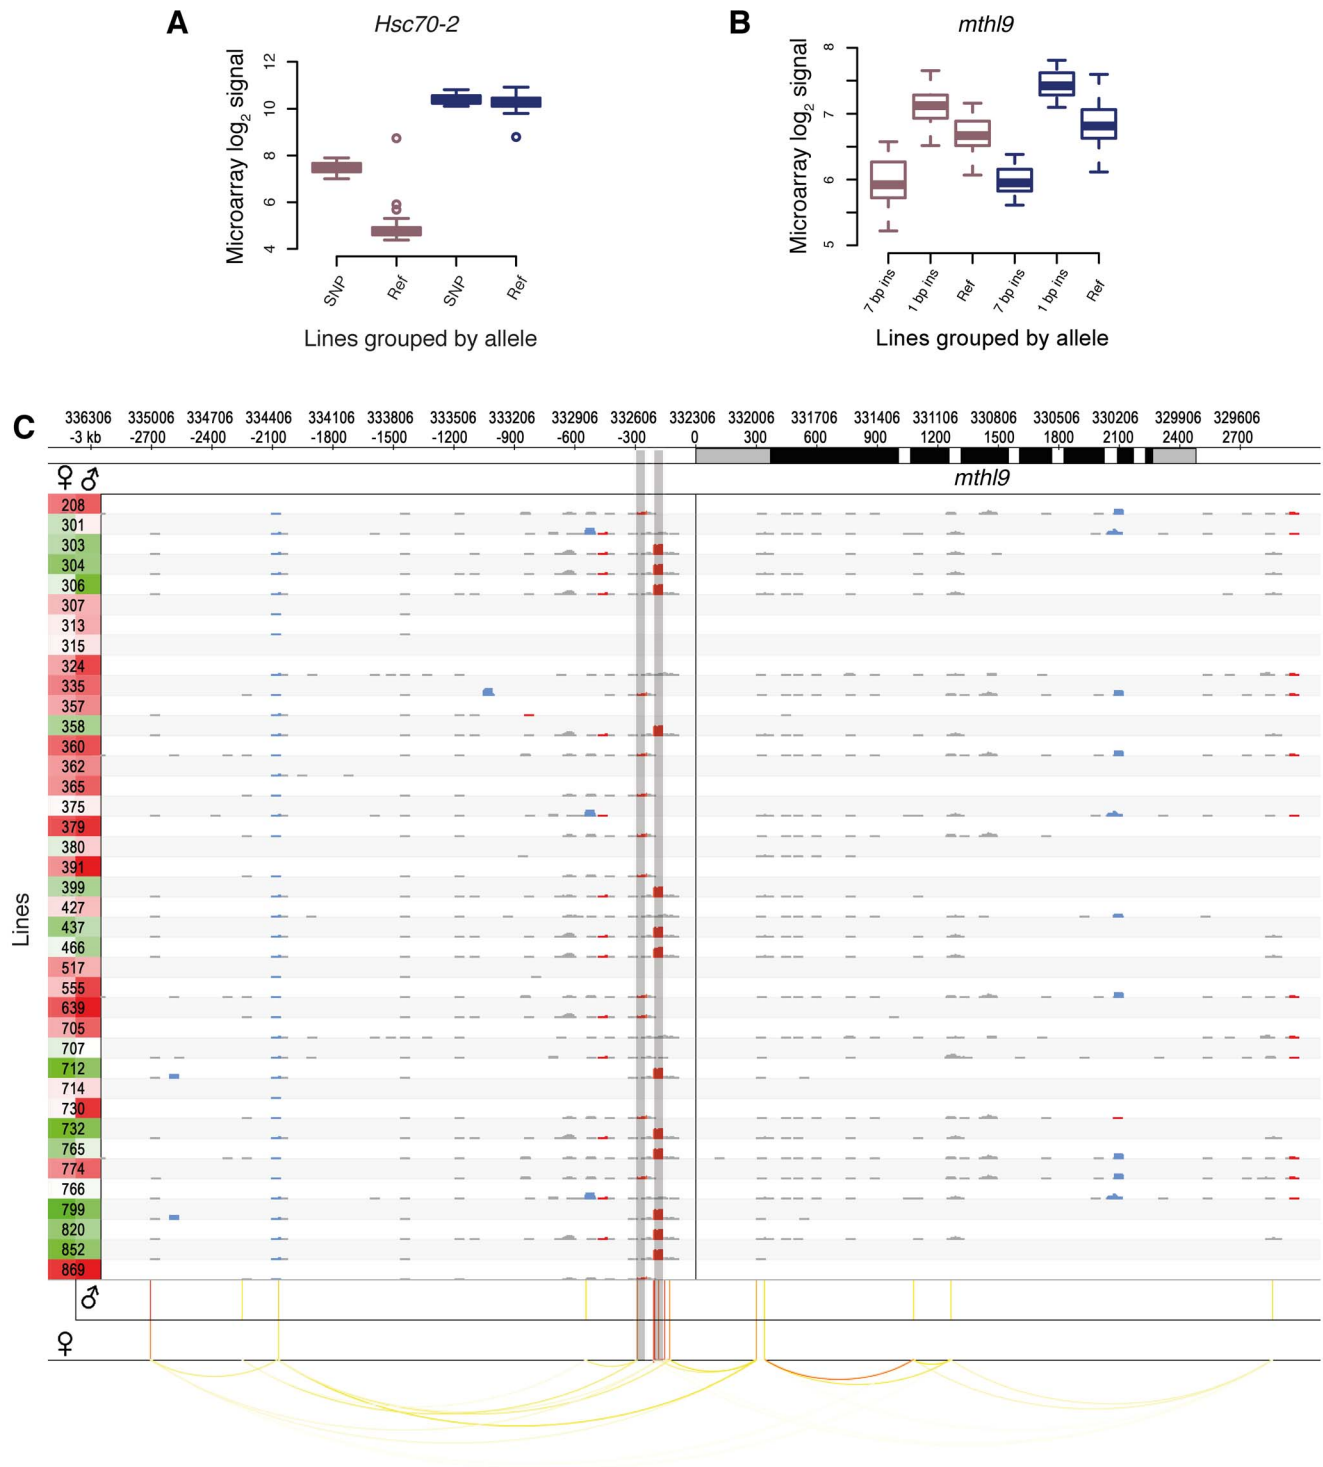 A
Hsc70-2
Microarray log2 signal
12
10
8
6
4
SNP
Ref
SNP
Ref
Lines grouped by allele
B
mthl9
Microarray log2 signal
8
7
6
5
7 bp ins
1 bp ins
Ref
7 bp ins
1 bp ins
Ref
Lines grouped by allele
C
336306 335006 334706 334406 334106 333806 333506 333206 332906 332606 332306 332006 331706 331406 331106 330806 330506 330206 329906 329606
-3 kb -2700 -2400 -2100 -1800 -1500 -1200 -900 -600 -300 0 300 600 900 1200 1500 1800 2100 2400 2700
♀ ♂ mthl9
Lines
208
301
303
304
306
307
313
315
324
335
357
358
360
362
365
375
379
380
391
399
427
437
466
517
555
639
705
707
712
714
730
732
765
774
766
799
820
852
869
♂
♀